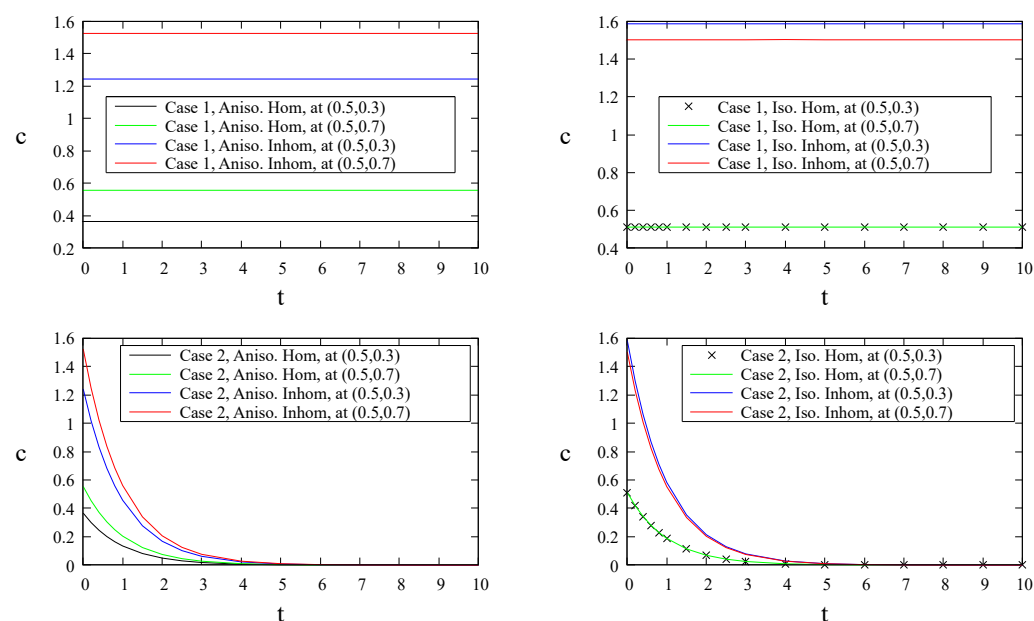 1.6
1.4
1.2
1
0.8
0.6
0.4
0.2
c
Case 1, Aniso. Hom, at (0.5,0.3)
Case 1, Aniso. Hom, at (0.5,0.7)
Case 1, Aniso. Inhom, at (0.5,0.3)
Case 1, Aniso. Inhom, at (0.5,0.7)
0 1 2 3 4 5 6 7 8 9 10
t
1.6
1.4
1.2
1
0.8
0.6
0.4
c
Case 1, Iso. Hom, at (0.5,0.3)
Case 1, Iso. Hom, at (0.5,0.7)
Case 1, Iso. Inhom, at (0.5,0.3)
Case 1, Iso. Inhom, at (0.5,0.7)
0 1 2 3 4 5 6 7 8 9 10
t
1.6
1.4
1.2
1
0.8
0.6
0.4
0.2
0
c
Case 2, Aniso. Hom, at (0.5,0.3)
Case 2, Aniso. Hom, at (0.5,0.7)
Case 2, Aniso. Inhom, at (0.5,0.3)
Case 2, Aniso. Inhom, at (0.5,0.7)
0 1 2 3 4 5 6 7 8 9 10
t
1.6
1.4
1.2
1
0.8
0.6
0.4
0.2
0
c
Case 2, Iso. Hom, at (0.5,0.3)
Case 2, Iso. Hom, at (0.5,0.7)
Case 2, Iso. Inhom, at (0.5,0.3)
Case 2, Iso. Inhom, at (0.5,0.7)
0 1 2 3 4 5 6 7 8 9 10
t